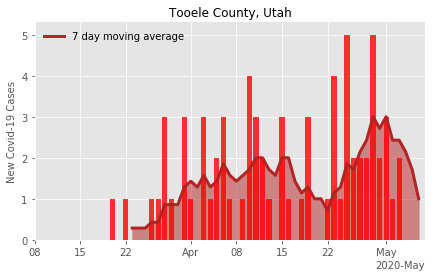 Tooele County, Utah
7 day moving average
New Covid-19 Cases
5
4
3
2
1
0
08 15 22 Apr 08 15 22 May
2020-May